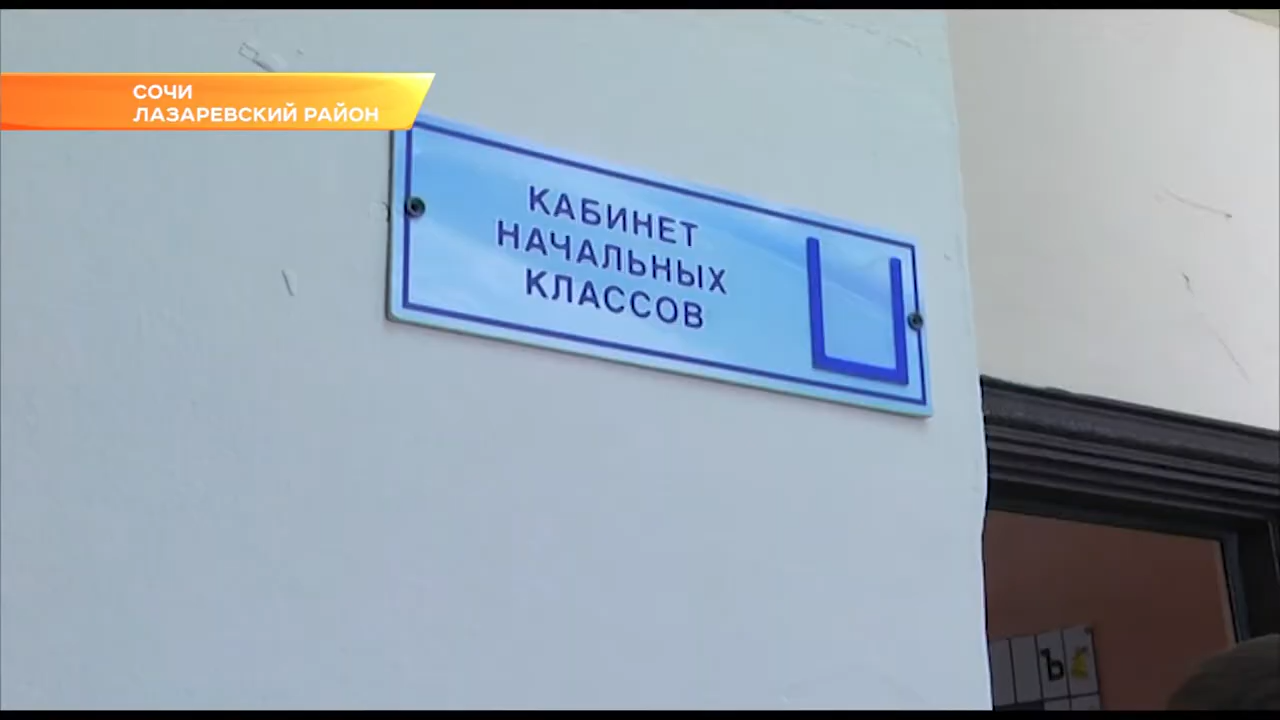 СОЧИ
ЛАЗАРЕВСКИЙ РАЙОН
КАБИНЕТ
НАЧАЛЬНЫХ
КЛАССОВ
Ъ